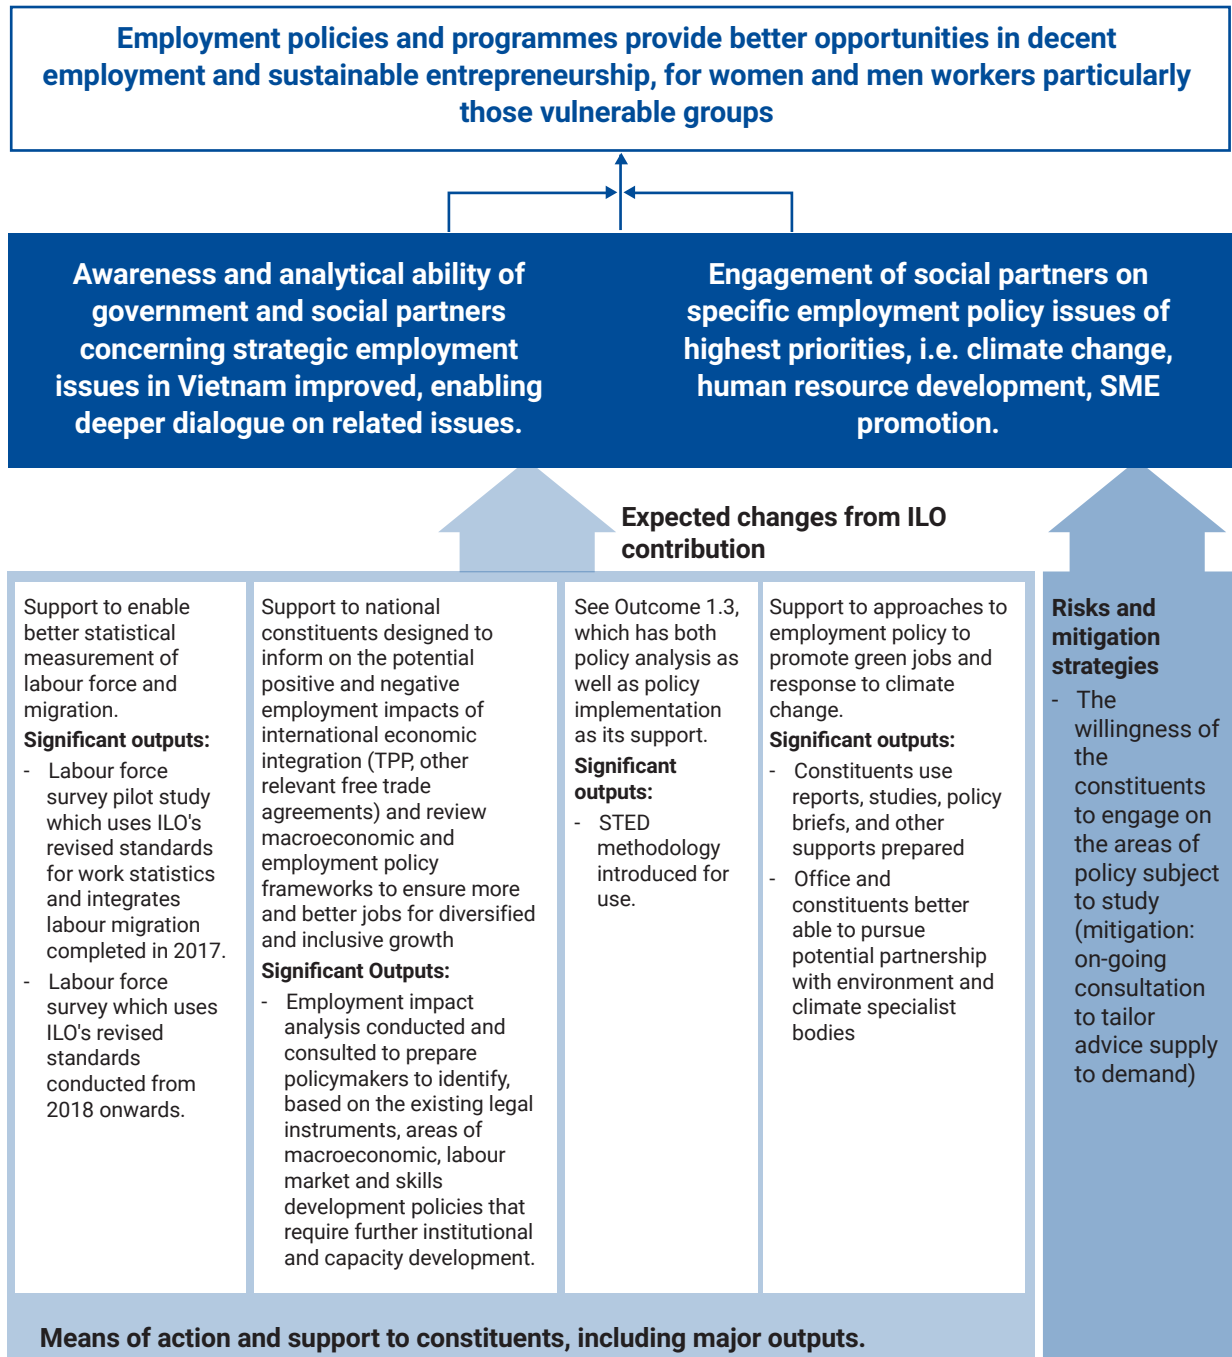 Employment policies and programmes provide better opportunities in decent
employment and sustainable entrepreneurship, for women and men workers particularly
those vulnerable groups
Awareness and analytical ability of
government and social partners
concerning strategic employment
issues in Vietnam improved, enabling
deeper dialogue on related issues.
Engagement of social partners on
specific employment policy issues of
highest priorities, i.e. climate change,
human resource development, SME
promotion.
Expected changes from ILO
contribution
Support to enable
better statistical
measurement of
labour force and
migration.
Significant outputs:
- Labour force
survey pilot study
which uses ILO's
revised standards
for work statistics
and integrates
labour migration
completed in 2017.
- Labour force
survey which uses
ILO's revised
standards
conducted from
2018 onwards.
Support to national
constituents designed to
inform on the potential
positive and negative
employment impacts of
international economic
integration (TPP, other
relevant free trade
agreements) and review
macroeconomic and
employment policy
frameworks to ensure more
and better jobs for diversified
and inclusive growth
Significant Outputs:
- Employment impact
analysis conducted and
consulted to prepare
policymakers to identify,
based on the existing legal
instruments, areas of
macroeconomic, labour
market and skills
development policies that
require further institutional
and capacity development.
See Outcome 1.3,
which has both
policy analysis as
well as policy
implementation
as its support.
Significant
outputs:
- STED
methodology
introduced for
use.
Support to approaches to
employment policy to
promote green jobs and
response to climate
change.
Significant outputs:
- Constituents use
reports, studies, policy
briefs, and other
supports prepared
- Office and
constituents better
able to pursue
potential partnership
with environment and
climate specialist
bodies
Risks and
mitigation
strategies
- The
willingness of
the
constituents
to engage on
the areas of
policy subject
to study
(mitigation:
on-going
consultation
to tailor
advice supply
to demand)
Means of action and support to constituents, including major outputs.